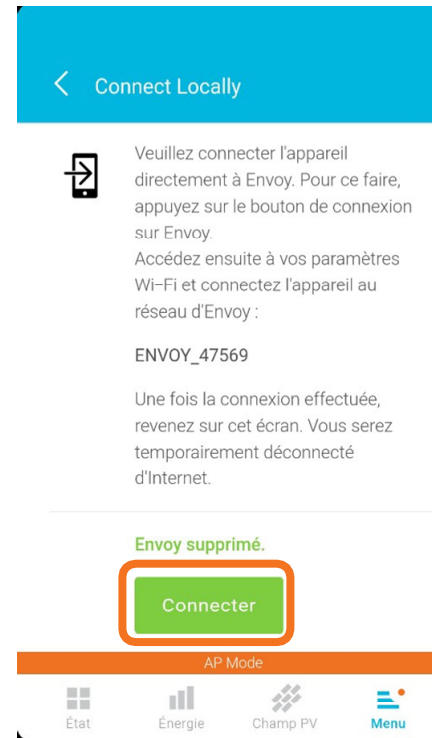 Connect Locally
Veuillez connecter l'appareil
directement à Envoy. Pour ce faire,
appuyez sur le bouton de connexion
sur Envoy.
Accédez ensuite à vos paramètres
Wi-Fi et connectez l'appareil au
réseau d'Envoy :
ENVOY_47569
Une fois la connexion effectuée,
revenez sur cet écran. Vous serez
temporairement déconnecté
d'Internet.
Envoy supprimé.
Connecter
AP Mode
État Énergie Champ PV Menu